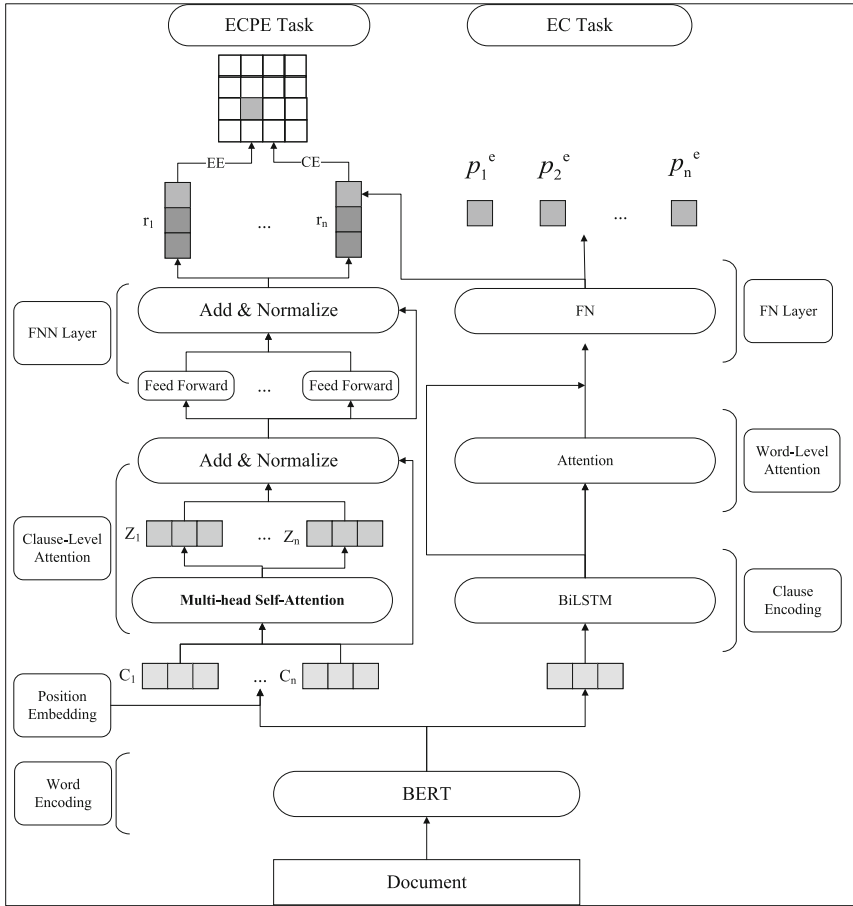 ECPE Task
EC Task
EE
CE
p₁ᵉ
p₂ᵉ
...
pₙᵉ
r₁
...
rₙ
FNN Layer
Add & Normalize
FN
FN Layer
Feed Forward
...
Feed Forward
Add & Normalize
Attention
Word-Level
Attention
Clause-Level
Attention
Z₁
...
Zₙ
Multi-head Self-Attention
BiLSTM
Clause
Encoding
C₁
...
Cₙ
Position
Embedding
Word
Encoding
BERT
Document